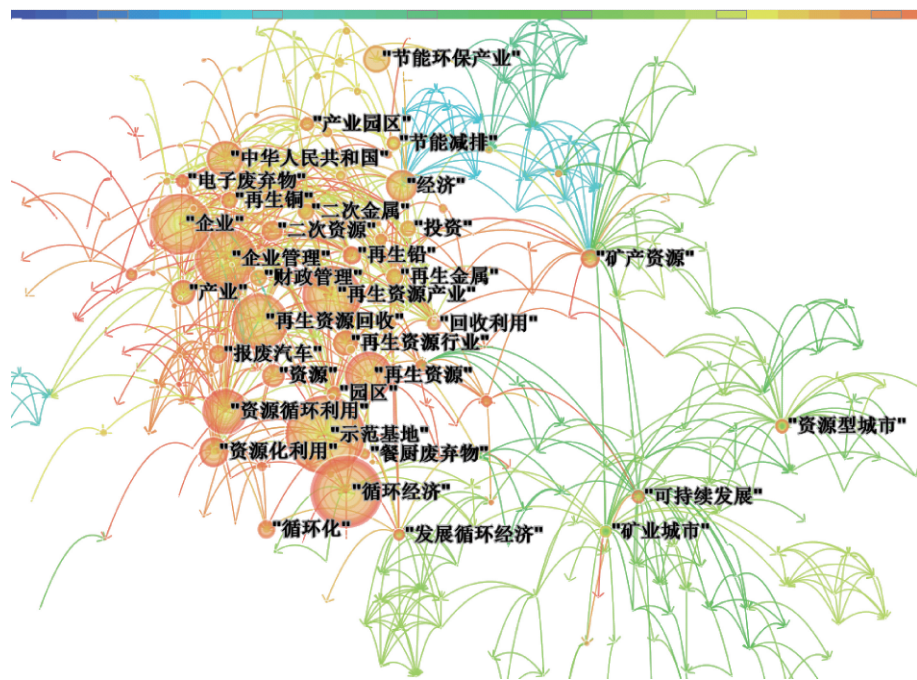 "节能环保产业"
"产业园区"
"节能减排"
"中华人民共和国"
"电子废弃物"
"经济"
"再生铜"
"二次金属"
"企业"
"二次资源"
"投资"
"企业管理"
"再生铅"
"矿产资源"
"财政管理"
"再生金属"
"产业"
"再生资源产业"
"再生资源回收"
"回收利用"
"再生资源行业"
"报废汽车"
"资源"
"再生资源"
"园区"
"资源循环利用"
"资源型城市"
"示范基地"
"资源化利用"
"餐厨废弃物"
"循环经济"
"可持续发展"
"循环化"
"发展循环经济"
"矿业城市"